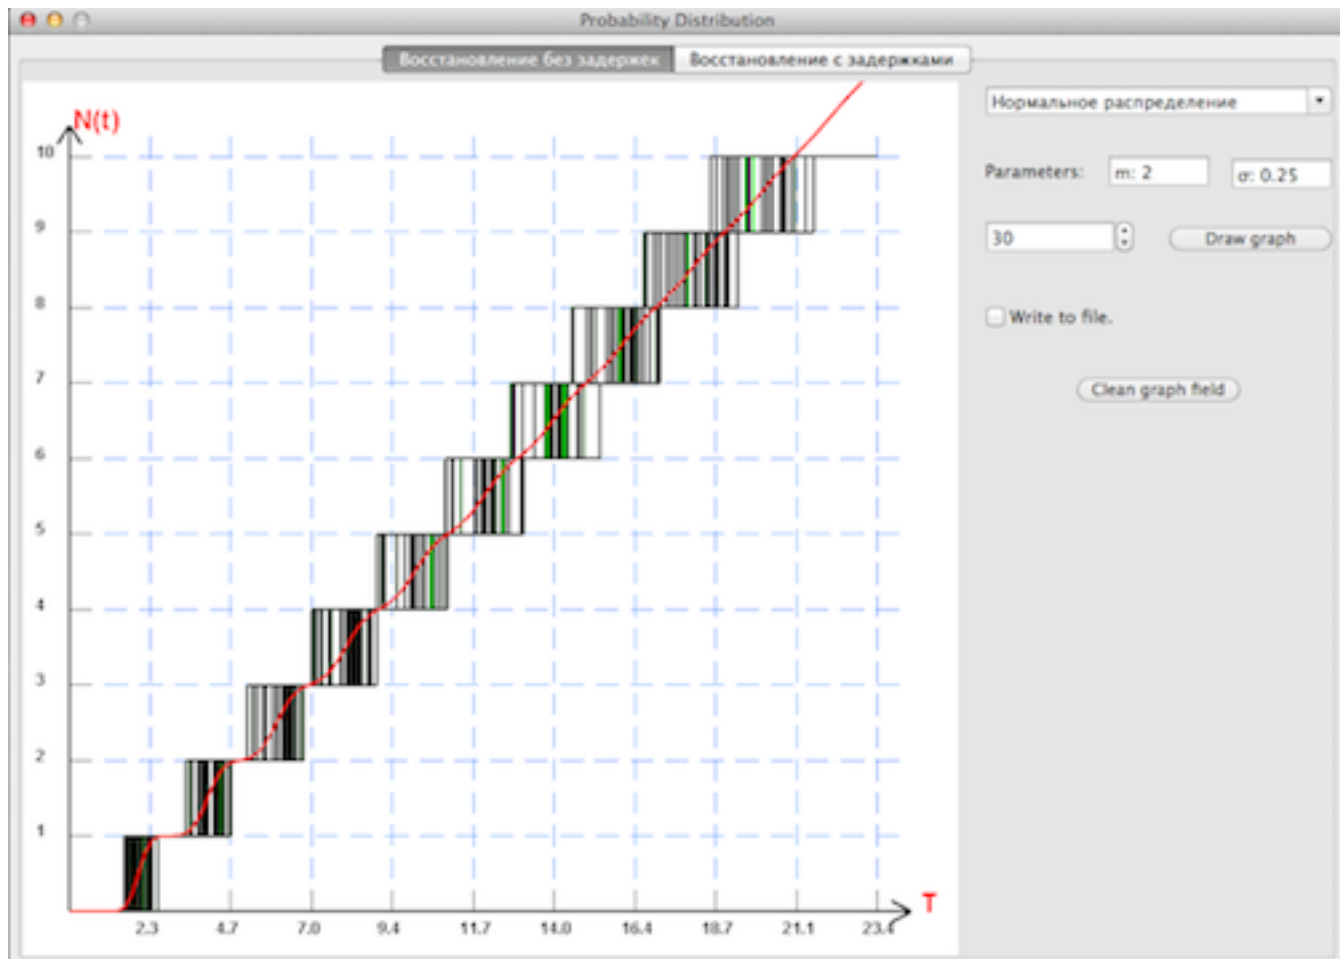 Probability Distribution
Восстановление без задержек
Восстановление с задержками
N(t)
10
9
8
7
6
5
4
3
2
1
2.3 4.7 7.0 9.4 11.7 14.0 16.4 18.7 21.1 23.4
T
Нормальное распределение
Parameters: m: 2 σ: 0.25
30 Draw graph
Write to file.
Clean graph field